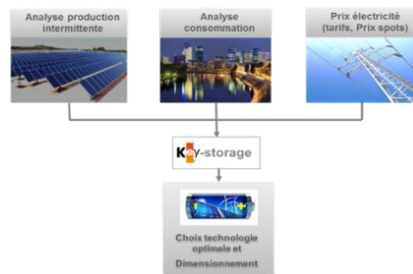 Analyse production
intermittente
Analyse
consommation
Prix électricité
(tarifs, Prix spots)
Key-storage
Choix technologie
optimale et
Dimensionnement